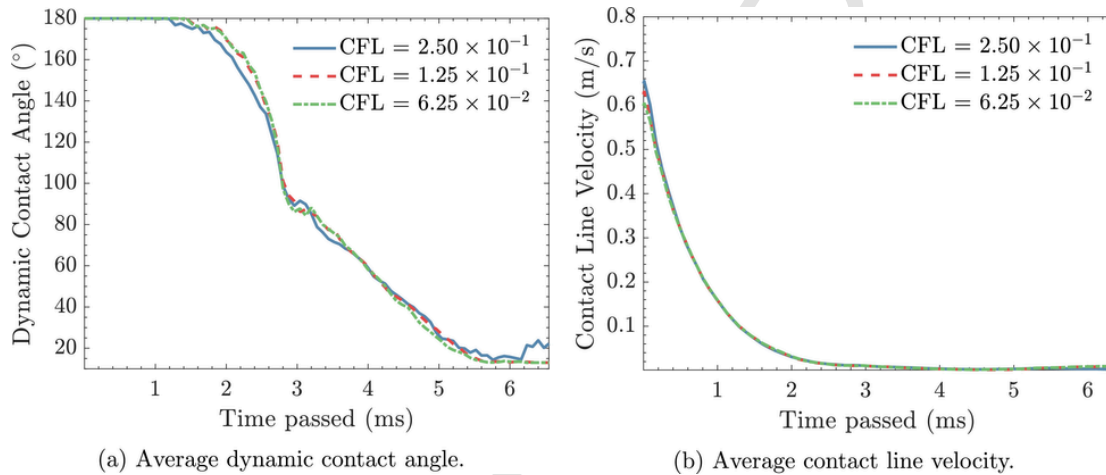 180
160
140
120
100
80
60
40
20
Dynamic Contact Angle (°)
CFL = 2.50 × 10⁻¹
CFL = 1.25 × 10⁻¹
CFL = 6.25 × 10⁻²
1 2 3 4 5 6
Time passed (ms)
(a) Average dynamic contact angle.
0.8
0.7
0.6
0.5
0.4
0.3
0.2
0.1
Contact Line Velocity (m/s)
CFL = 2.50 × 10⁻¹
CFL = 1.25 × 10⁻¹
CFL = 6.25 × 10⁻²
1 2 3 4 5 6
Time passed (ms)
(b) Average contact line velocity.